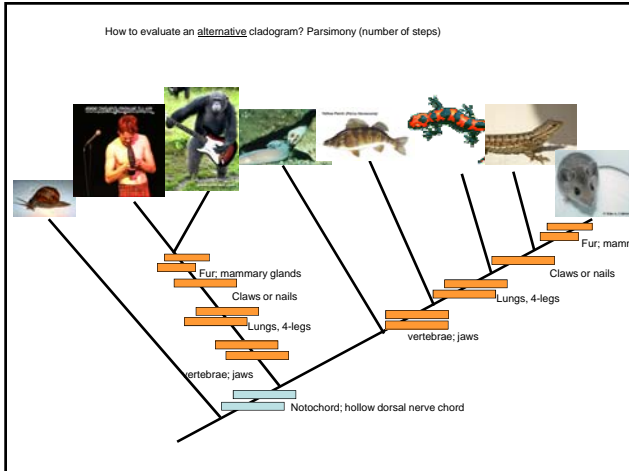 How to evaluate an alternative cladogram? Parsimony (number of steps)
Fur; mamm
Fur; mammary glands
Claws or nails
Claws or nails
Lungs, 4-legs
Lungs, 4-legs
vertebrae; jaws
vertebrae; jaws
Notochord; hollow dorsal nerve chord